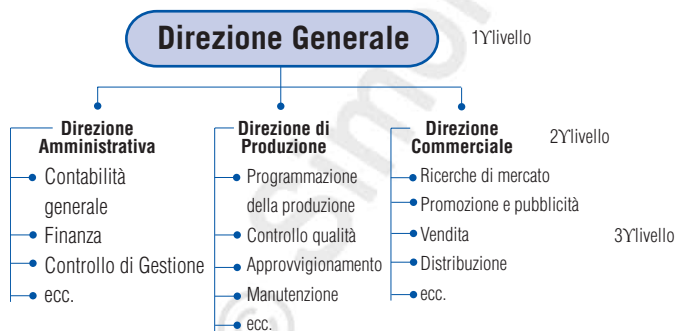 Direzione Generale
1ϒlivello
Direzione
Amministrativa
Contabilità
generale
Finanza
Controllo di Gestione
ecc.
Direzione di
Produzione
Programmazione
della produzione
Controllo qualità
Approvvigionamento
Manutenzione
ecc.
Direzione
Commerciale
2ϒlivello
Ricerche di mercato
Promozione e pubblicità
Vendita
Distribuzione
ecc.
3ϒlivello